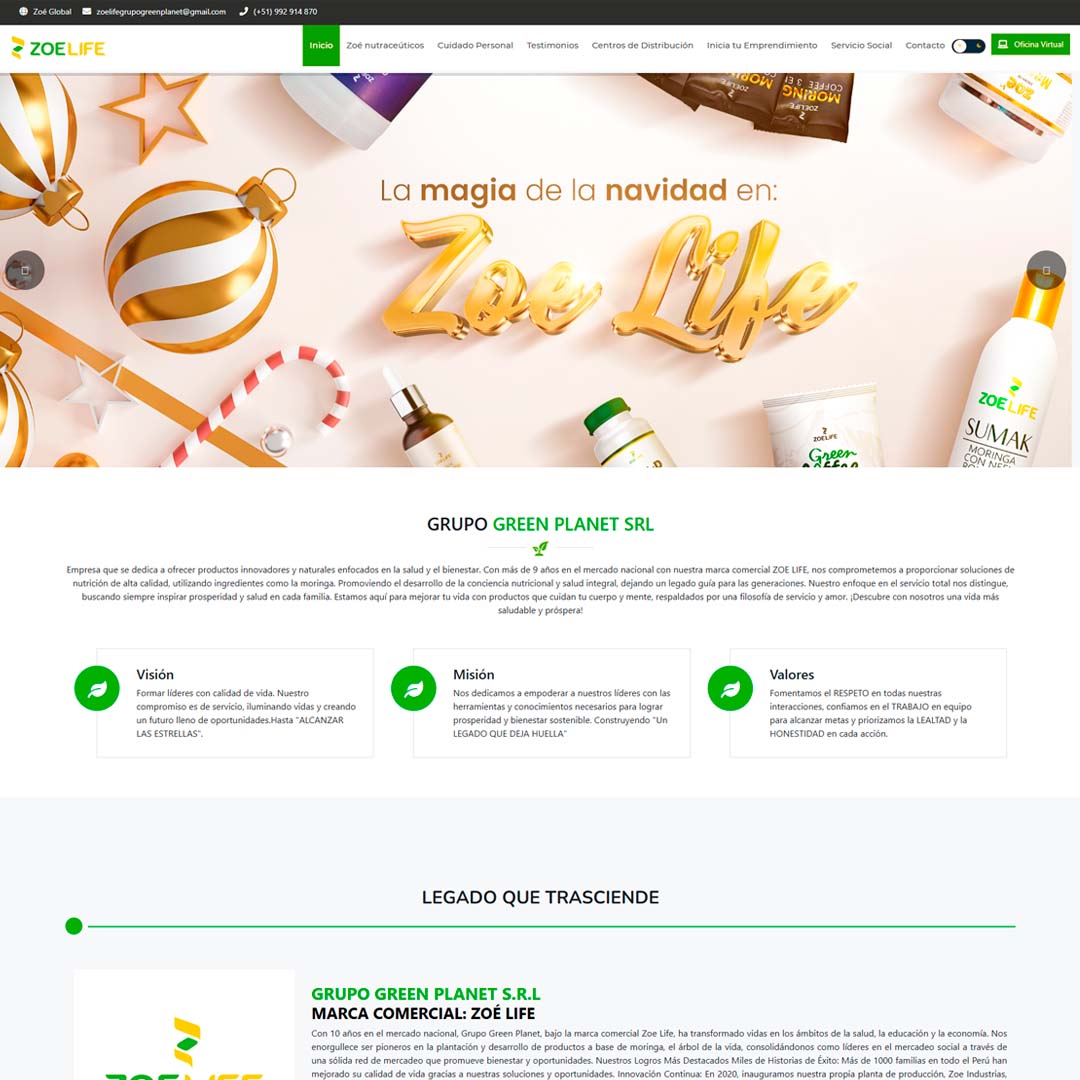 Zoé Global
zoelifegrupogreenplanet@gmail.com
(+51) 992 914 870
ZOELIFE
Inicio
Zoé nutraceúticos
Cuidado Personal
Testimonios
Centros de Distribución
Inicia tu Emprendimiento
Servicio Social
Contacto
Oficina Virtual
ZOELIFE
MORING
COFFEE 3 EN
ZOELIFE
MORING
Zoe
La magia de la navidad en:
Zoe Life
ZOELIFE
ZOELIFE
Green
ZOE LIFE
SUMAK
MORINGA
CON NEEM
GRUPO GREEN PLANET SRL
Empresa que se dedica a ofrecer productos innovadores y naturales enfocados en la salud y el bienestar. Con más de 9 años en el mercado nacional con nuestra marca comercial ZOE LIFE, nos comprometemos a proporcionar soluciones de
nutrición de alta calidad, utilizando ingredientes como la moringa. Promoviendo el desarrollo de la conciencia nutricional y salud integral, dejando un legado guía para las generaciones. Nuestro enfoque en el servicio total nos distingue,
buscando siempre inspirar prosperidad y salud en cada familia. Estamos aquí para mejorar tu vida con productos que cuidan tu cuerpo y mente, respaldados por una filosofía de servicio y amor. ¡Descubre con nosotros una vida más
saludable y próspera!
Visión
Formar líderes con calidad de vida. Nuestro
compromiso es de servicio, iluminando vidas y creando
un futuro lleno de oportunidades.Hasta "ALCANZAR
LAS ESTRELLAS".
Misión
Nos dedicamos a empoderar a nuestros líderes con las
herramientas y conocimientos necesarios para lograr
prosperidad y bienestar sostenible. Construyendo "Un
LEGADO QUE DEJA HUELLA"
Valores
Fomentamos el RESPETO en todas nuestras
interacciones, confiamos en el TRABAJO en equipo
para alcanzar metas y priorizamos la LEALTAD y la
HONESTIDAD en cada acción.
LEGADO QUE TRASCIENDE
ZOELIFE
GRUPO GREEN PLANET S.R.L
MARCA COMERCIAL: ZOÉ LIFE
Con 10 años en el mercado nacional, Grupo Green Planet, bajo la marca comercial Zoe Life, ha transformado vidas en los ámbitos de la salud, la educación y la economía. Nos
enorgullece ser pioneros en la plantación y desarrollo de productos a base de moringa, el árbol de la vida, consolidándonos como líderes en el mercadeo social a través de
una sólida red de mercadeo que promueve bienestar y oportunidades. Nuestros Logros Más Destacados Miles de Historias de Éxito: Más de 1000 familias en todo el Perú han
mejorado su calidad de vida gracias a nuestras soluciones y oportunidades. Innovación Continua: En 2020, inauguramos nuestra propia planta de producción, Zoe Industrias,